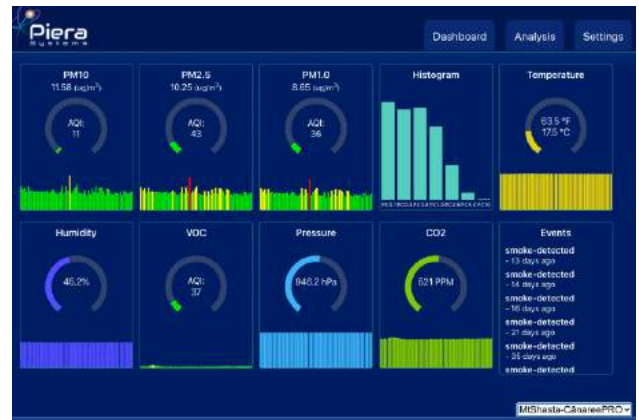 Piera
Systems
Dashboard
Analysis
Settings
PM10
11.58 (ug/m³)
AQI:
11
PM2.5
10.25 (ug/m³)
AQI:
43
PM1.0
8.65 (ug/m³)
AQI:
36
Histogram
Temperature
63.5 °F
17.5 °C
Humidity
45.2%
VOC
AQI:
37
Pressure
946.2 hPa
CO2
621 PPM
Events
smoke-detected
- 13 days ago
smoke-detected
- 14 days ago
smoke-detected
- 16 days ago
smoke-detected
- 21 days ago
smoke-detected
- 35 days ago
smoke-detected
MtShasta-CanareePRO